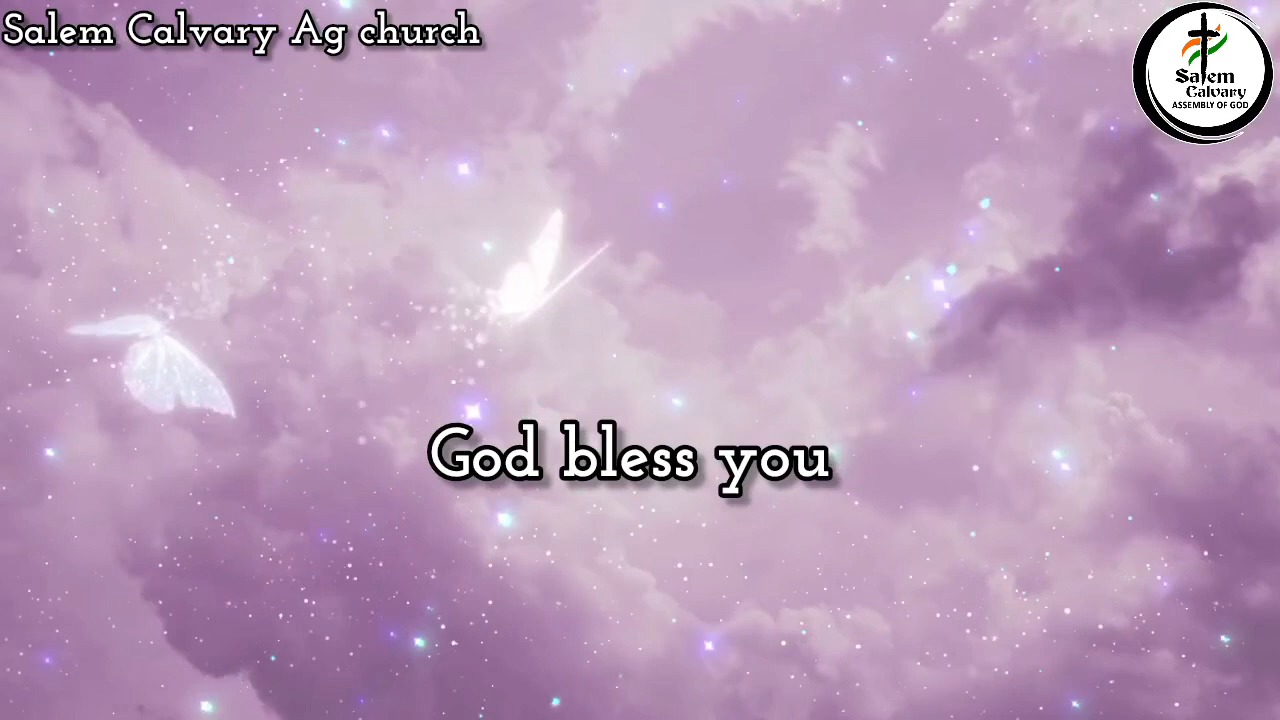 Salem Calvary Ag church
Salem
Calvary
ASSEMBLY OF GOD
God bless you